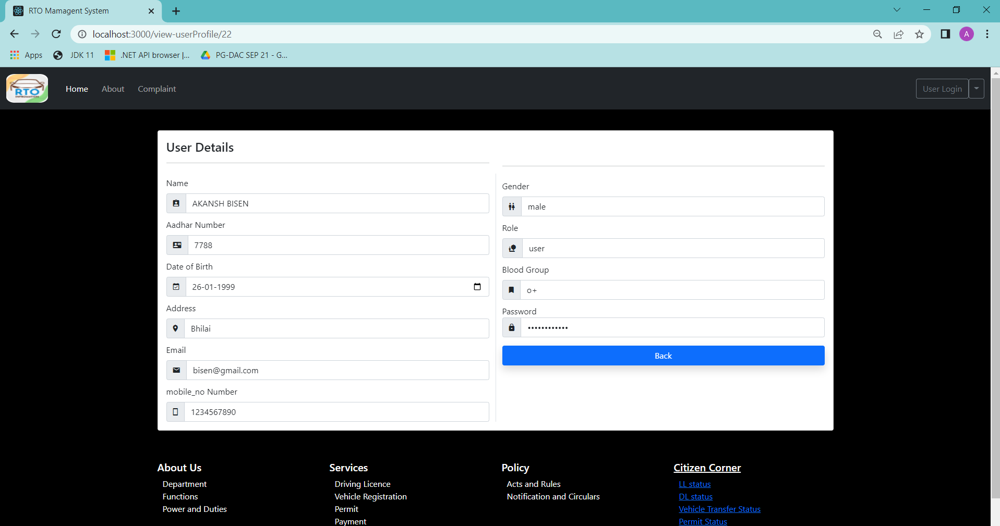 RTO Mamagent System
localhost:3000/view-userProfile/22
A
Apps JDK 11 .NET API browser |... PG-DAC SEP 21 - G...
RTO
INFROMATION
Home About Complaint User Login
User Details
Name
AKANSH BISEN
Aadhar Number
7788
Date of Birth
26-01-1999
Address
Bhilai
Email
bisen@gmail.com
mobile_no Number
1234567890
Gender
male
Role
user
Blood Group
o+
Password
••••••••••••
Back
About Us
Department
Functions
Power and Duties
Services
Driving Licence
Vehicle Registration
Permit
Payment
Policy
Acts and Rules
Notification and Circulars
Citizen Corner
LL status
DL status
Vehicle Transfer Status
Permit Status